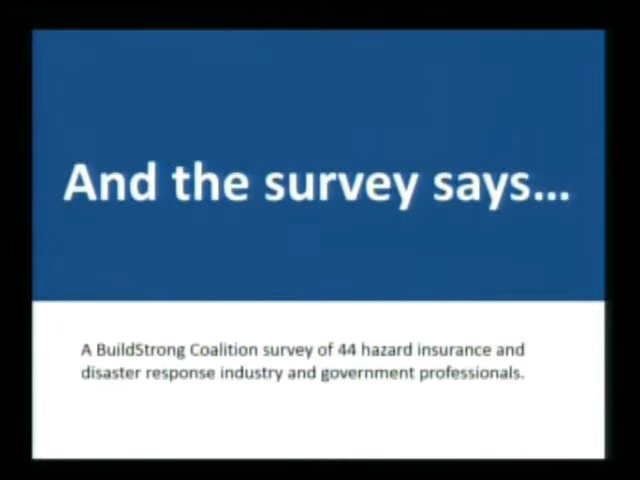 And the survey says...
A BuildStrong Coalition survey of 44 hazard insurance and
disaster response industry and government professionals.